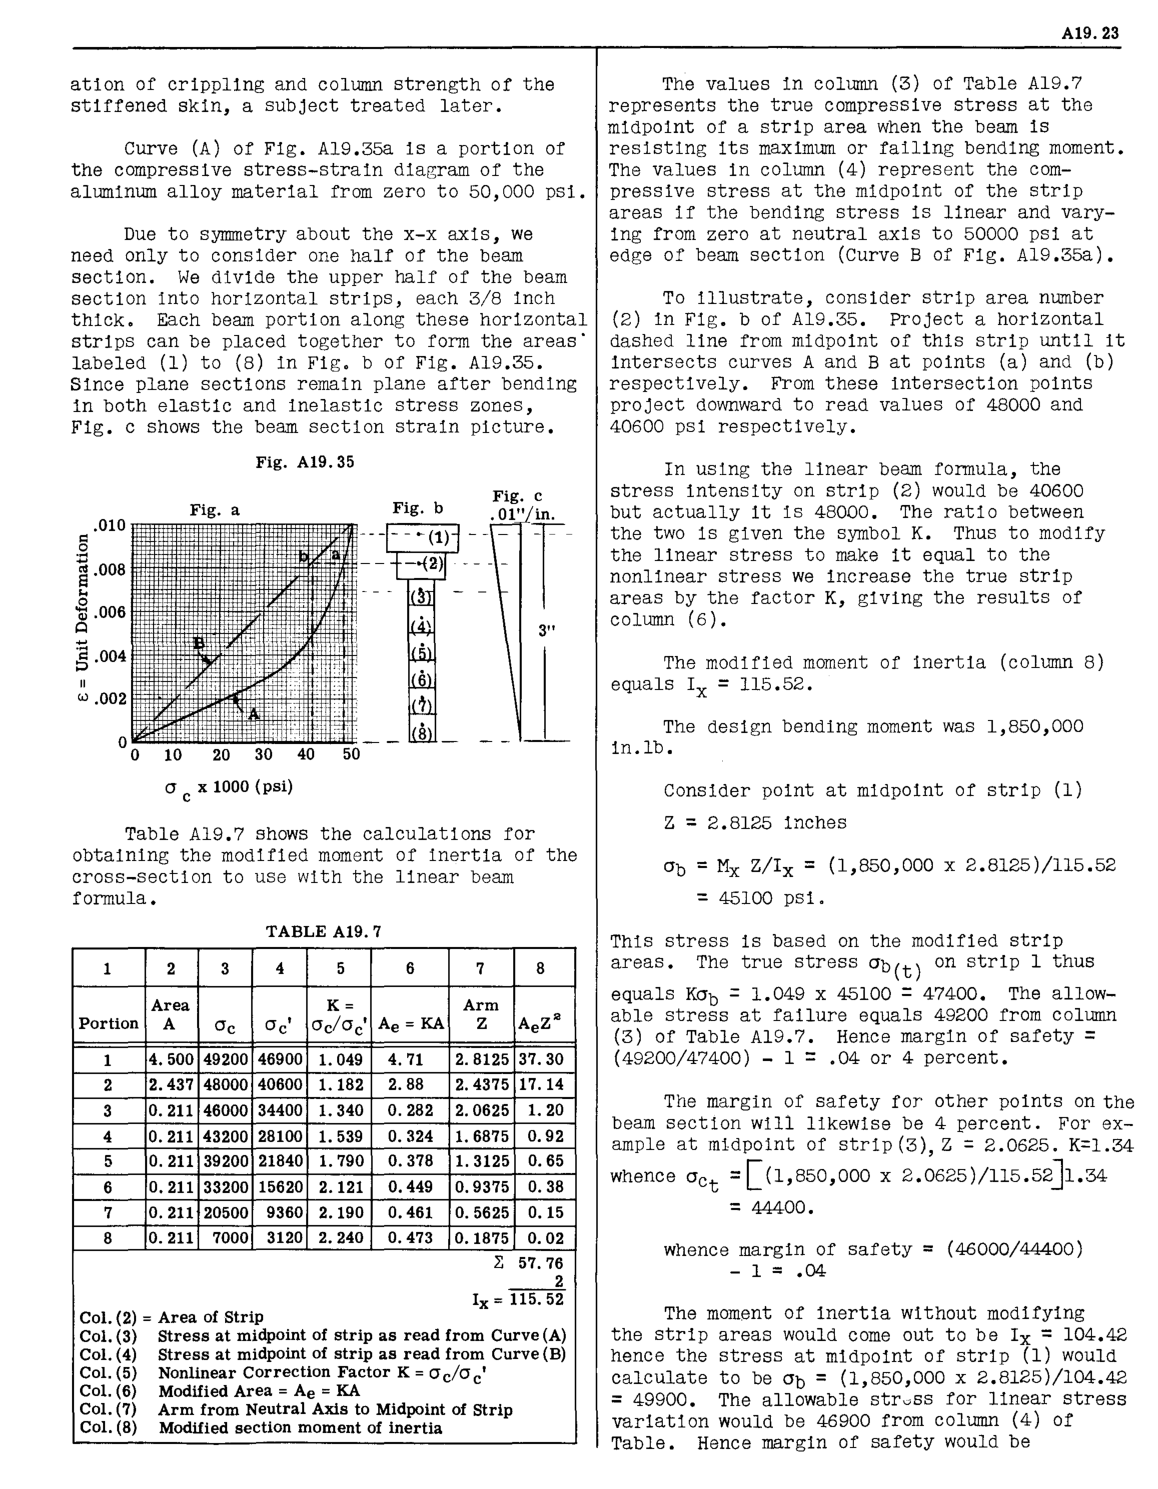 A19.23
ation of crippling and column strength of the
stiffened skin, a subject treated later.
Curve (A) of Fig. A19.35a is a portion of
the compressive stress-strain diagram of the
aluminum alloy material from zero to 50,000 psi.
Due to symmetry about the x-x axis, we
need only to consider one half of the beam
section. We divide the upper half of the beam
section into horizontal strips, each 3/8 inch
thick. Each beam portion along these horizontal
strips can be placed together to form the areas
labeled (1) to (8) in Fig. b of Fig. A19.35.
Since plane sections remain plane after bending
in both elastic and inelastic stress zones,
Fig. c shows the beam section strain picture.
Fig. A19.35
Fig. a
Fig. b
Fig. c
.01"/in.
ε = Unit Deformation
.010
.008
.006
.004
.002
0
b
a
B
A
(1)
(2)
(3)
(4)
(5)
(6)
(7)
(8)
3"
0 10 20 30 40 50
σc x 1000 (psi)
Table A19.7 shows the calculations for
obtaining the modified moment of inertia of the
cross-section to use with the linear beam
formula.
TABLE A19.7
1 2 3 4 5 6 7 8
Portion Area A σc σc' K = σc/σc' Ae = KA Arm Z AeZ²
1 4.500 49200 46900 1.049 4.71 2.8125 37.30
2 2.437 48000 40600 1.182 2.88 2.4375 17.14
3 0.211 46000 34400 1.340 0.282 2.0625 1.20
4 0.211 43200 28100 1.539 0.324 1.6875 0.92
5 0.211 39200 21840 1.790 0.378 1.3125 0.65
6 0.211 33200 15620 2.121 0.449 0.9375 0.38
7 0.211 20500 9360 2.190 0.461 0.5625 0.15
8 0.211 7000 3120 2.240 0.473 0.1875 0.02
Σ 57.76
2
Ix = 115.52
Col. (2) = Area of Strip
Col. (3) Stress at midpoint of strip as read from Curve (A)
Col. (4) Stress at midpoint of strip as read from Curve (B)
Col. (5) Nonlinear Correction Factor K = σc/σc'
Col. (6) Modified Area = Ae = KA
Col. (7) Arm from Neutral Axis to Midpoint of Strip
Col. (8) Modified section moment of inertia
The values in column (3) of Table A19.7
represents the true compressive stress at the
midpoint of a strip area when the beam is
resisting its maximum or failing bending moment.
The values in column (4) represent the com-
pressive stress at the midpoint of the strip
areas if the bending stress is linear and vary-
ing from zero at neutral axis to 50000 psi at
edge of beam section (Curve B of Fig. A19.35a).
To illustrate, consider strip area number
(2) in Fig. b of A19.35. Project a horizontal
dashed line from midpoint of this strip until it
intersects curves A and B at points (a) and (b)
respectively. From these intersection points
project downward to read values of 48000 and
40600 psi respectively.
In using the linear beam formula, the
stress intensity on strip (2) would be 40600
but actually it is 48000. The ratio between
the two is given the symbol K. Thus to modify
the linear stress to make it equal to the
nonlinear stress we increase the true strip
areas by the factor K, giving the results of
column (6).
The modified moment of inertia (column 8)
equals Ix = 115.52.
The design bending moment was 1,850,000
in.lb.
Consider point at midpoint of strip (1)
Z = 2.8125 inches
σb = Mx Z/Ix = (1,850,000 x 2.8125)/115.52
= 45100 psi.
This stress is based on the modified strip
areas. The true stress σb(t) on strip 1 thus
equals Kσb = 1.049 x 45100 = 47400. The allow-
able stress at failure equals 49200 from column
(3) of Table A19.7. Hence margin of safety =
(49200/47400) - 1 = .04 or 4 percent.
The margin of safety for other points on the
beam section will likewise be 4 percent. For ex-
ample at midpoint of strip (3), Z = 2.0625. K=1.34
whence σct = [(1,850,000 x 2.0625)/115.52]1.34
= 44400.
whence margin of safety = (46000/44400)
- 1 = .04
The moment of inertia without modifying
the strip areas would come out to be Ix = 104.42
hence the stress at midpoint of strip (1) would
calculate to be σb = (1,850,000 x 2.8125)/104.42
= 49900. The allowable stress for linear stress
variation would be 46900 from column (4) of
Table. Hence margin of safety would be